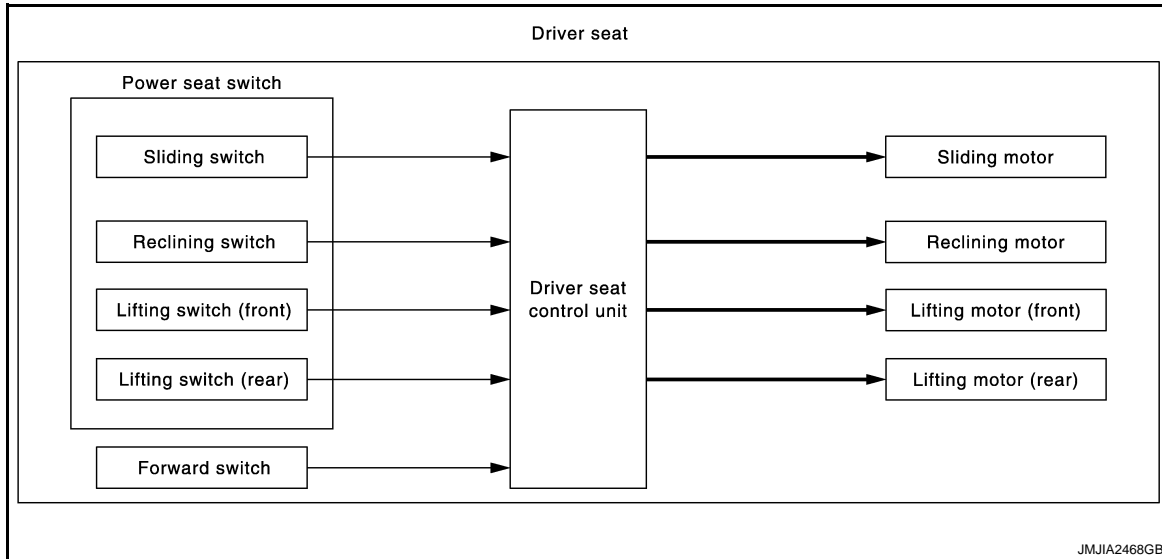 Driver seat
Power seat switch
Sliding switch
Sliding motor
Reclining switch
Reclining motor
Lifting switch (front)
Driver seat
control unit
Lifting motor (front)
Lifting switch (rear)
Lifting motor (rear)
Forward switch
JMJIA2468GB